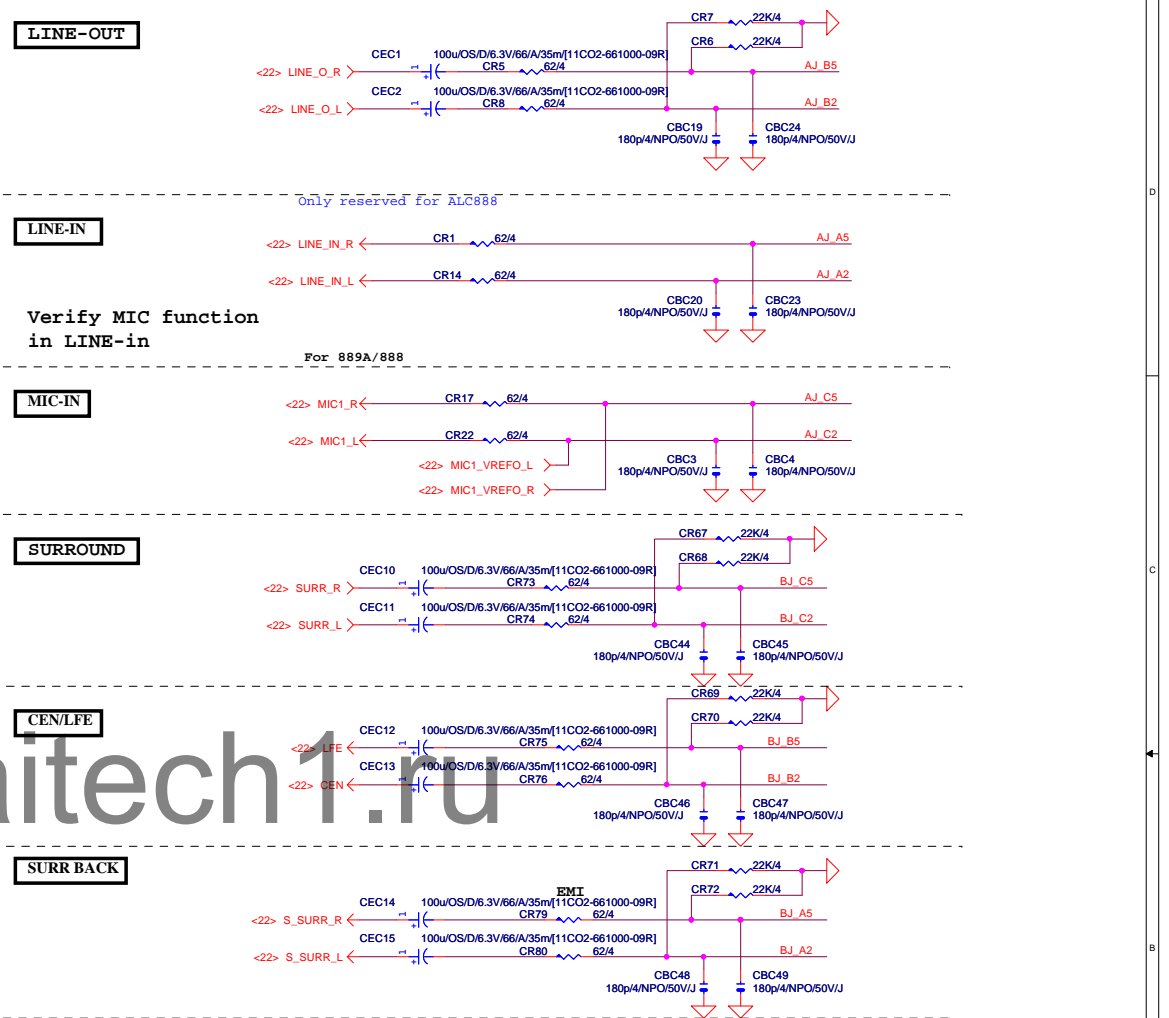 LINE-OUT
CR7 22K/4
CR6 22K/4
CEC1 100u/OS/D/6.3V/66/A/35m/[11CO2-661000-09R]
<22> LINE_O_R 1 + CR5 62/4 AJ_B5
CEC2 100u/OS/D/6.3V/66/A/35m/[11CO2-661000-09R]
<22> LINE_O_L 1 + CR8 62/4 AJ_B2
CBC19 CBC24
180p/4/NPO/50V/J 180p/4/NPO/50V/J
D
Only reserved for ALC888
LINE-IN
<22> LINE_IN_R CR1 62/4 AJ_A5
<22> LINE_IN_L CR14 62/4 AJ_A2
CBC20 CBC23
180p/4/NPO/50V/J 180p/4/NPO/50V/J
Verify MIC function
in LINE-in
For 889A/888
MIC-IN
<22> MIC1_R CR17 62/4 AJ_C5
<22> MIC1_L CR22 62/4 AJ_C2
<22> MIC1_VREFO_L
<22> MIC1_VREFO_R
CBC3 CBC4
180p/4/NPO/50V/J 180p/4/NPO/50V/J
SURROUND
CR67 22K/4
CR68 22K/4
C
CEC10 100u/OS/D/6.3V/66/A/35m/[11CO2-661000-09R]
<22> SURR_R 1 + CR73 62/4 BJ_C5
CEC11 100u/OS/D/6.3V/66/A/35m/[11CO2-661000-09R]
<22> SURR_L 1 + CR74 62/4 BJ_C2
CBC44 CBC45
180p/4/NPO/50V/J 180p/4/NPO/50V/J
CEN/LFE
CR69 22K/4
CR70 22K/4
CEC12 100u/OS/D/6.3V/66/A/35m/[11CO2-661000-09R]
<22> LFE 1 + CR75 62/4 BJ_B5
CEC13 100u/OS/D/6.3V/66/A/35m/[11CO2-661000-09R]
<22> CEN 1 + CR76 62/4 BJ_B2
CBC46 CBC47
180p/4/NPO/50V/J 180p/4/NPO/50V/J
aitech1.ru
SURR BACK
CR71 22K/4
CR72 22K/4
EMI
CEC14 100u/OS/D/6.3V/66/A/35m/[11CO2-661000-09R]
<22> S_SURR_R 1 + CR79 62/4 BJ_A5
CEC15 100u/OS/D/6.3V/66/A/35m/[11CO2-661000-09R]
<22> S_SURR_L 1 + CR80 62/4 BJ_A2
B
CBC48 CBC49
180p/4/NPO/50V/J 180p/4/NPO/50V/J